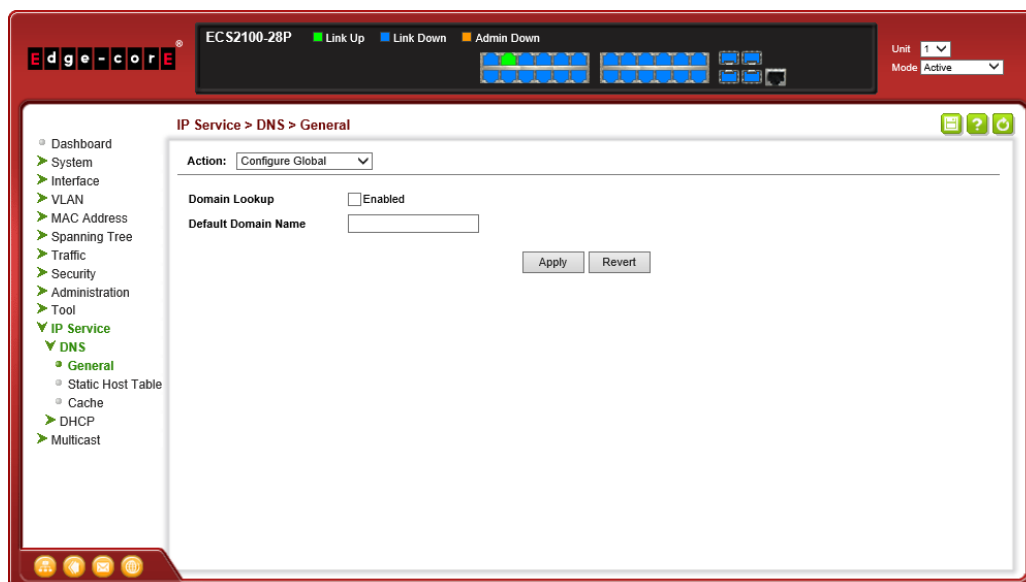 Edge-corE®
ECS2100-28P Link Up Link Down Admin Down
Unit 1
Mode Active
IP Service > DNS > General
?
Dashboard
System
Interface
VLAN
MAC Address
Spanning Tree
Traffic
Security
Administration
Tool
IP Service
DNS
General
Static Host Table
Cache
DHCP
Multicast
Action: Configure Global
Domain Lookup Enabled
Default Domain Name
Apply Revert